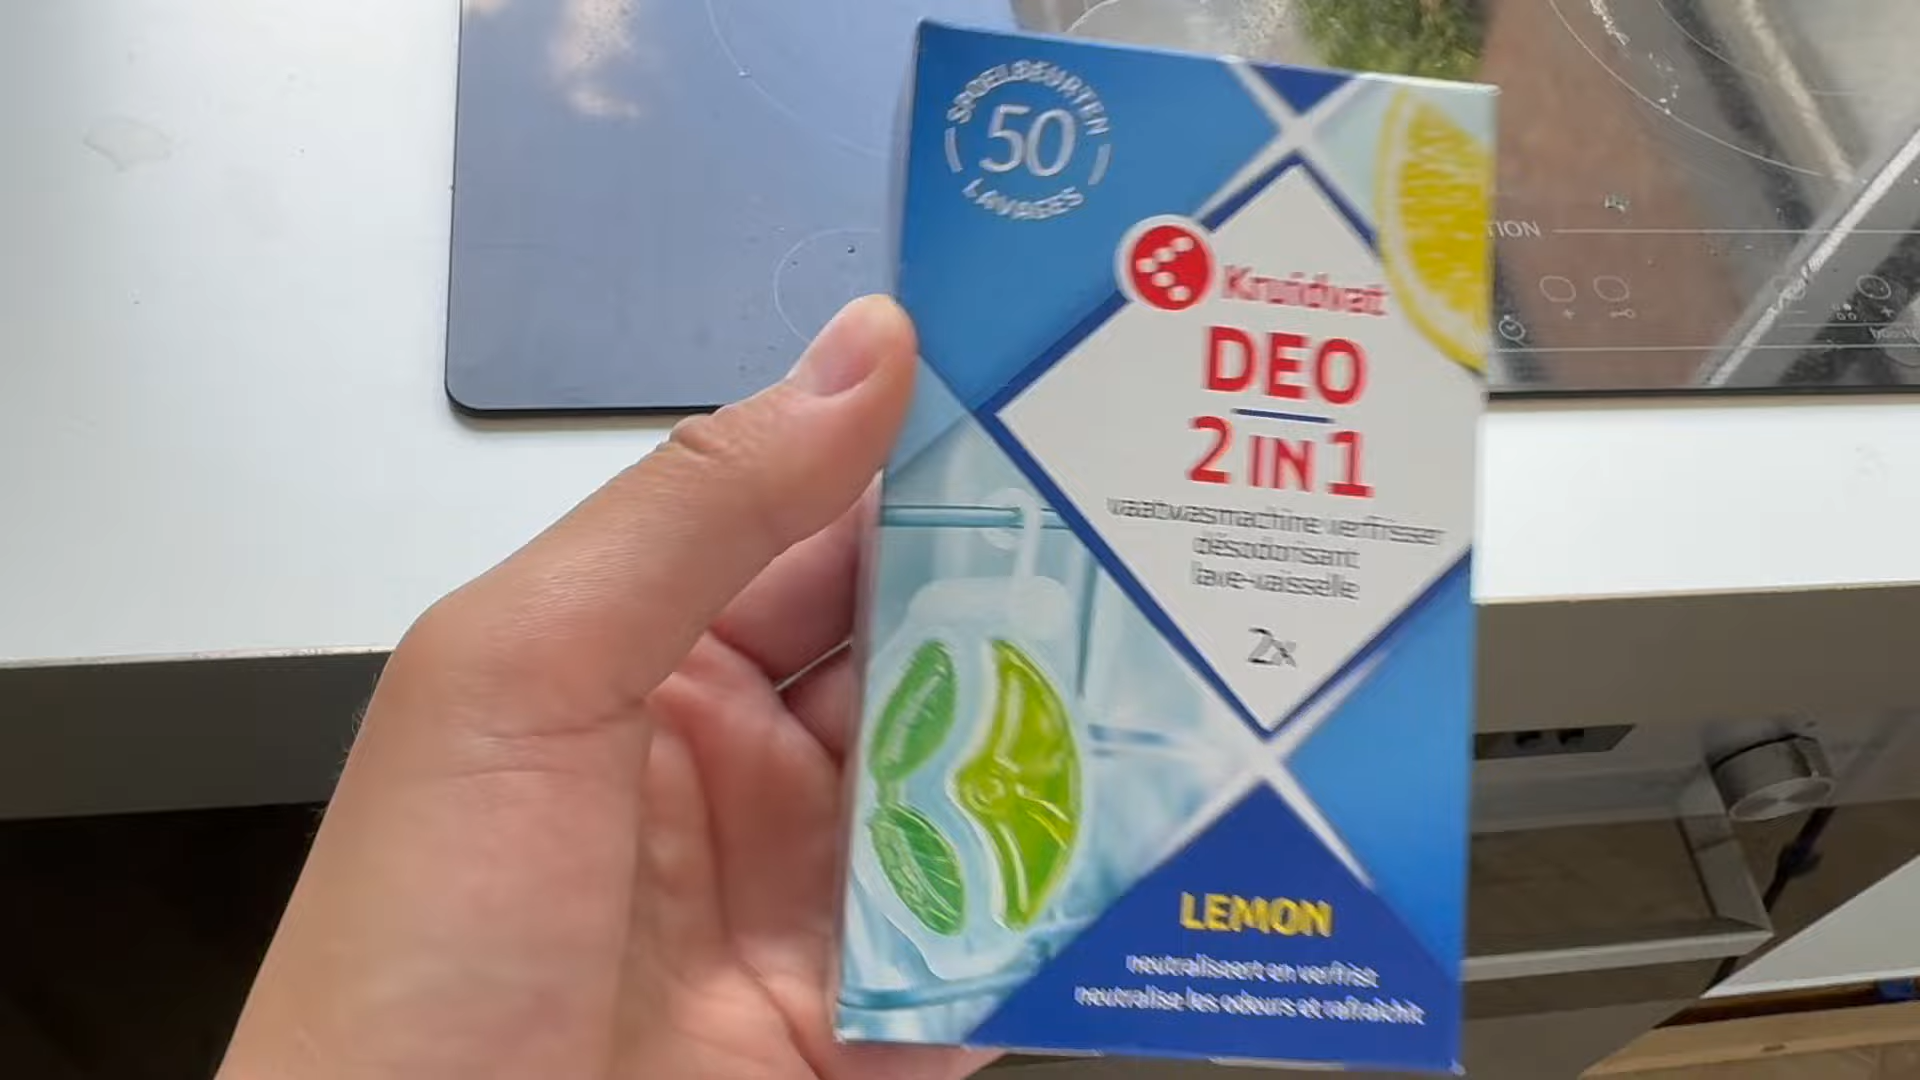 SPOELBEURTEN
50
LAVAGES
Kruidvat
DEO
2 IN 1
vaatwasmachine verfrisser
désodorisant
lave-vaisselle
2x
LEMON
neutraliseert en verfrist
neutralise les odeurs et rafraîchit
TION